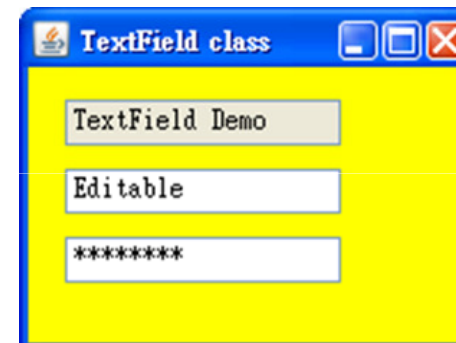 TextField class
TextField Demo
Editable
********